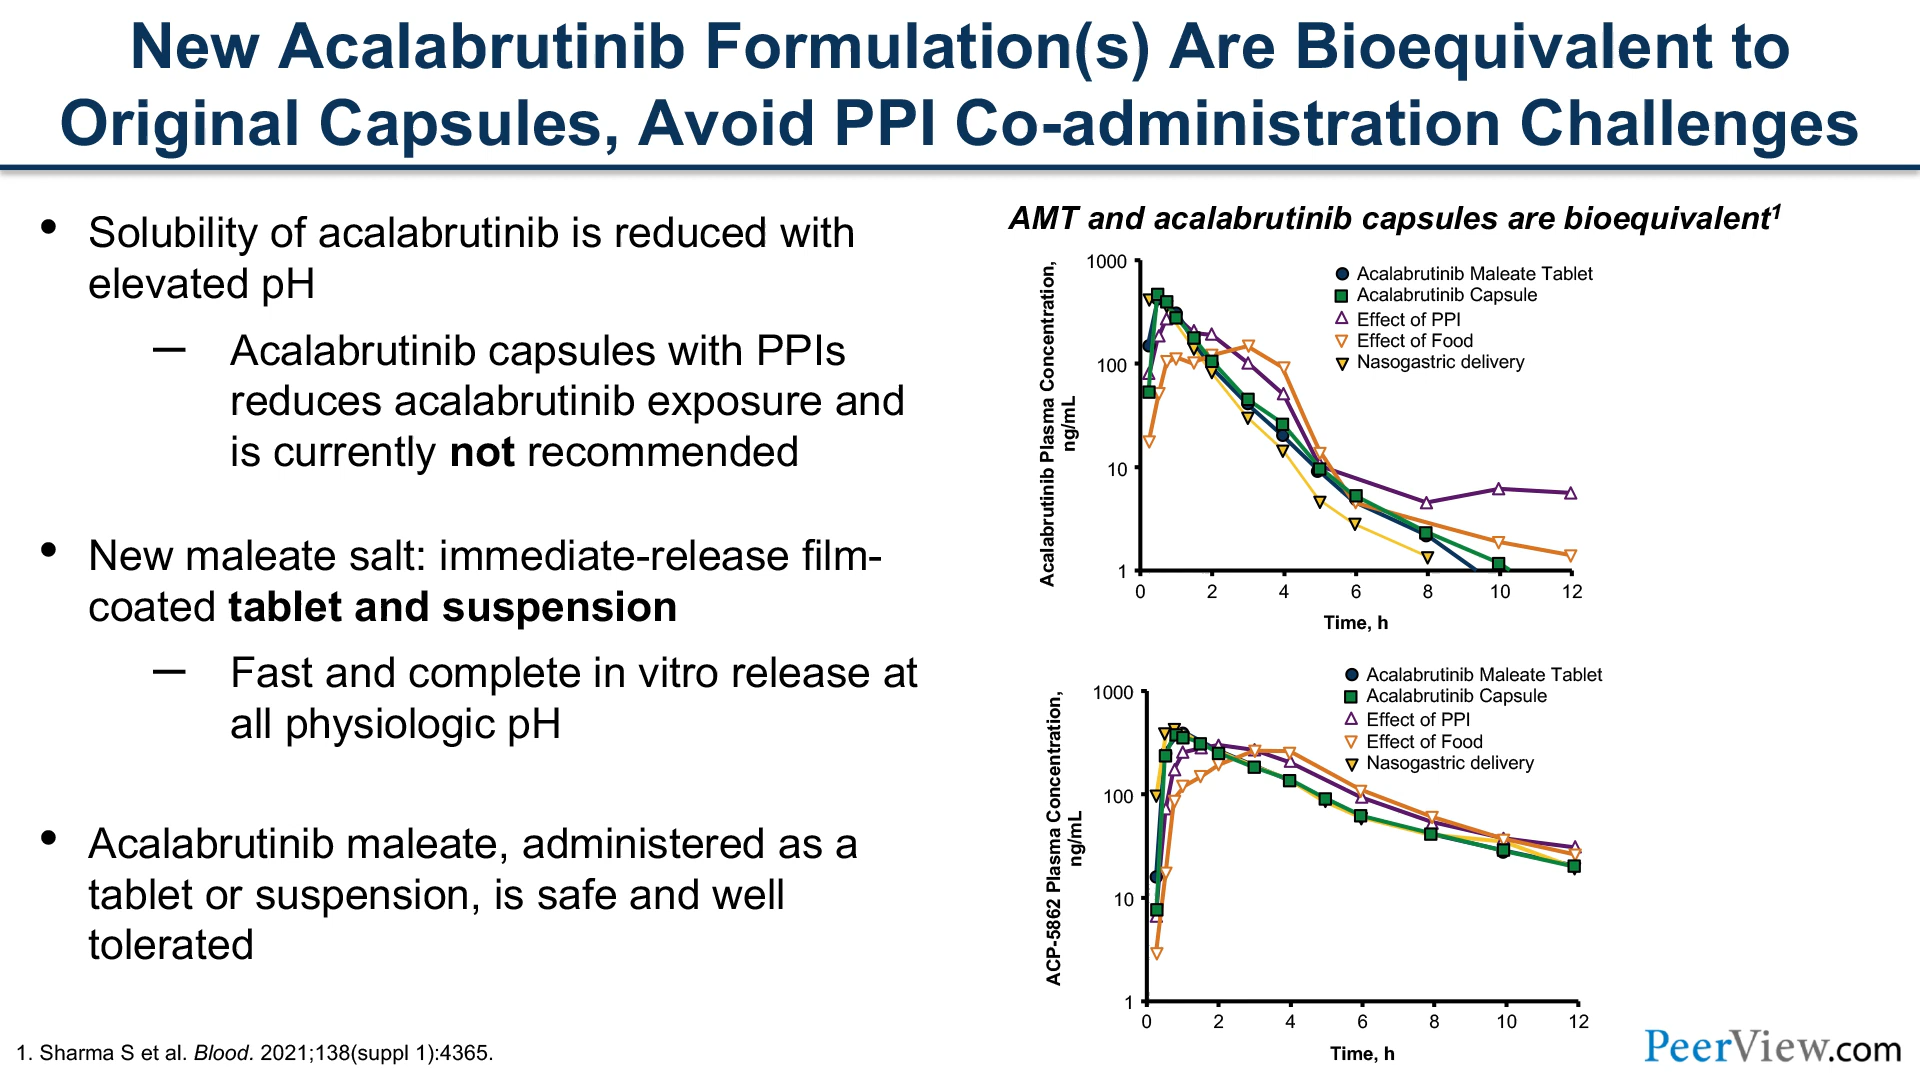 New Acalabrutinib Formulation(s) Are Bioequivalent to
Original Capsules, Avoid PPI Co-administration Challenges
• Solubility of acalabrutinib is reduced with
elevated pH
— Acalabrutinib capsules with PPIs
reduces acalabrutinib exposure and
is currently not recommended
• New maleate salt: immediate-release film-
coated tablet and suspension
— Fast and complete in vitro release at
all physiologic pH
• Acalabrutinib maleate, administered as a
tablet or suspension, is safe and well
tolerated
AMT and acalabrutinib capsules are bioequivalent¹
Acalabrutinib Plasma Concentration,
ng/mL
1000
100
10
1
0 2 4 6 8 10 12
Time, h
Acalabrutinib Maleate Tablet
Acalabrutinib Capsule
Effect of PPI
Effect of Food
Nasogastric delivery
ACP-5862 Plasma Concentration,
ng/mL
1000
100
10
1
0 2 4 6 8 10 12
Time, h
Acalabrutinib Maleate Tablet
Acalabrutinib Capsule
Effect of PPI
Effect of Food
Nasogastric delivery
1. Sharma S et al. Blood. 2021;138(suppl 1):4365.
PeerView.com